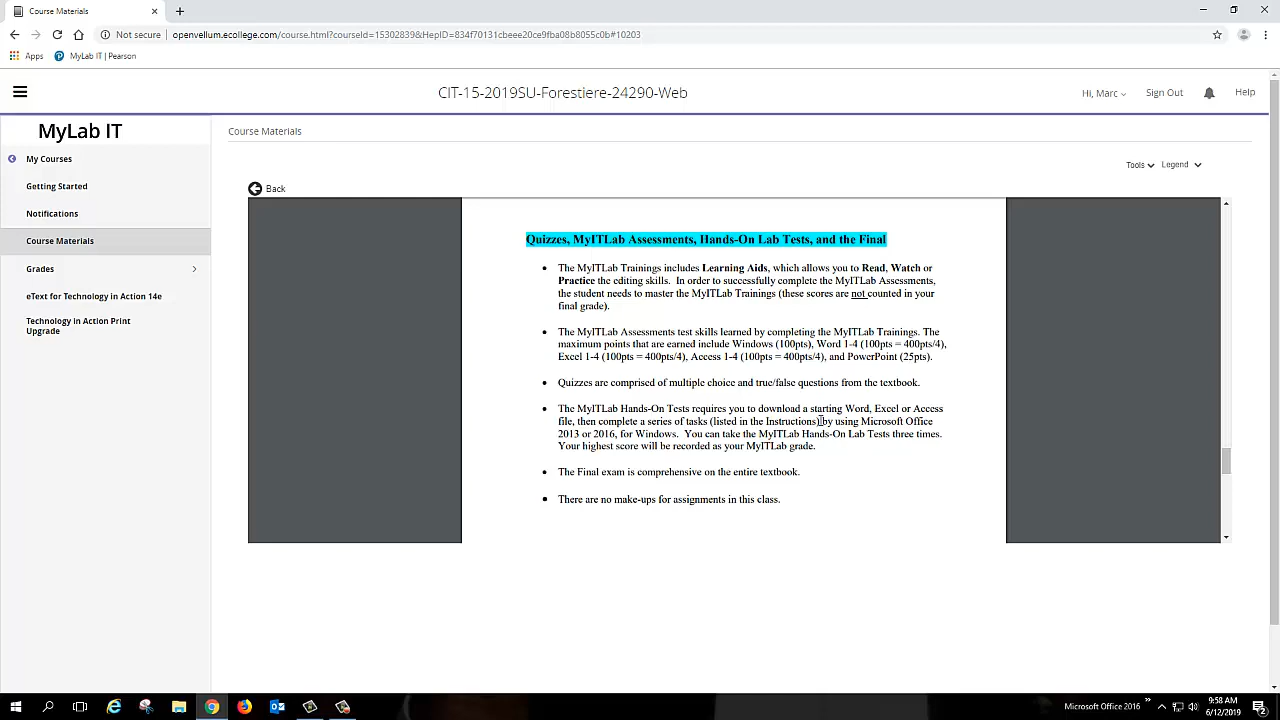 Course Materials
Not secure | openvellum.ecollege.com/course.html?courseId=15302839&HepID=834f70131cbeee20ce9fba08b8055c0b#10203
Apps MyLab IT | Pearson
CIT-15-2019SU-Forestiere-24290-Web
Hi, Marc Sign Out Help
MyLab IT
My Courses
Getting Started
Notifications
Course Materials
Grades
eText for Technology in Action 14e
Technology in Action Print
Upgrade
Course Materials
Tools Legend
Back
Quizzes, MyITLab Assessments, Hands-On Lab Tests, and the Final
• The MyITLab Trainings includes Learning Aids, which allows you to Read, Watch or
Practice the editing skills. In order to successfully complete the MyITLab Assessments,
the student needs to master the MyITLab Trainings (these scores are not counted in your
final grade).
• The MyITLab Assessments test skills learned by completing the MyITLab Trainings. The
maximum points that are earned include Windows (100pts), Word 1-4 (100pts = 400pts/4),
Excel 1-4 (100pts = 400pts/4), Access 1-4 (100pts = 400pts/4), and PowerPoint (25pts).
• Quizzes are comprised of multiple choice and true/false questions from the textbook.
• The MyITLab Hands-On Tests requires you to download a starting Word, Excel or Access
file, then complete a series of tasks (listed in the Instructions) by using Microsoft Office
2013 or 2016, for Windows. You can take the MyITLab Hands-On Lab Tests three times.
Your highest score will be recorded as your MyITLab grade.
• The Final exam is comprehensive on the entire textbook.
• There are no make-ups for assignments in this class.
Microsoft Office 2016
9:58 AM
6/12/2019
2